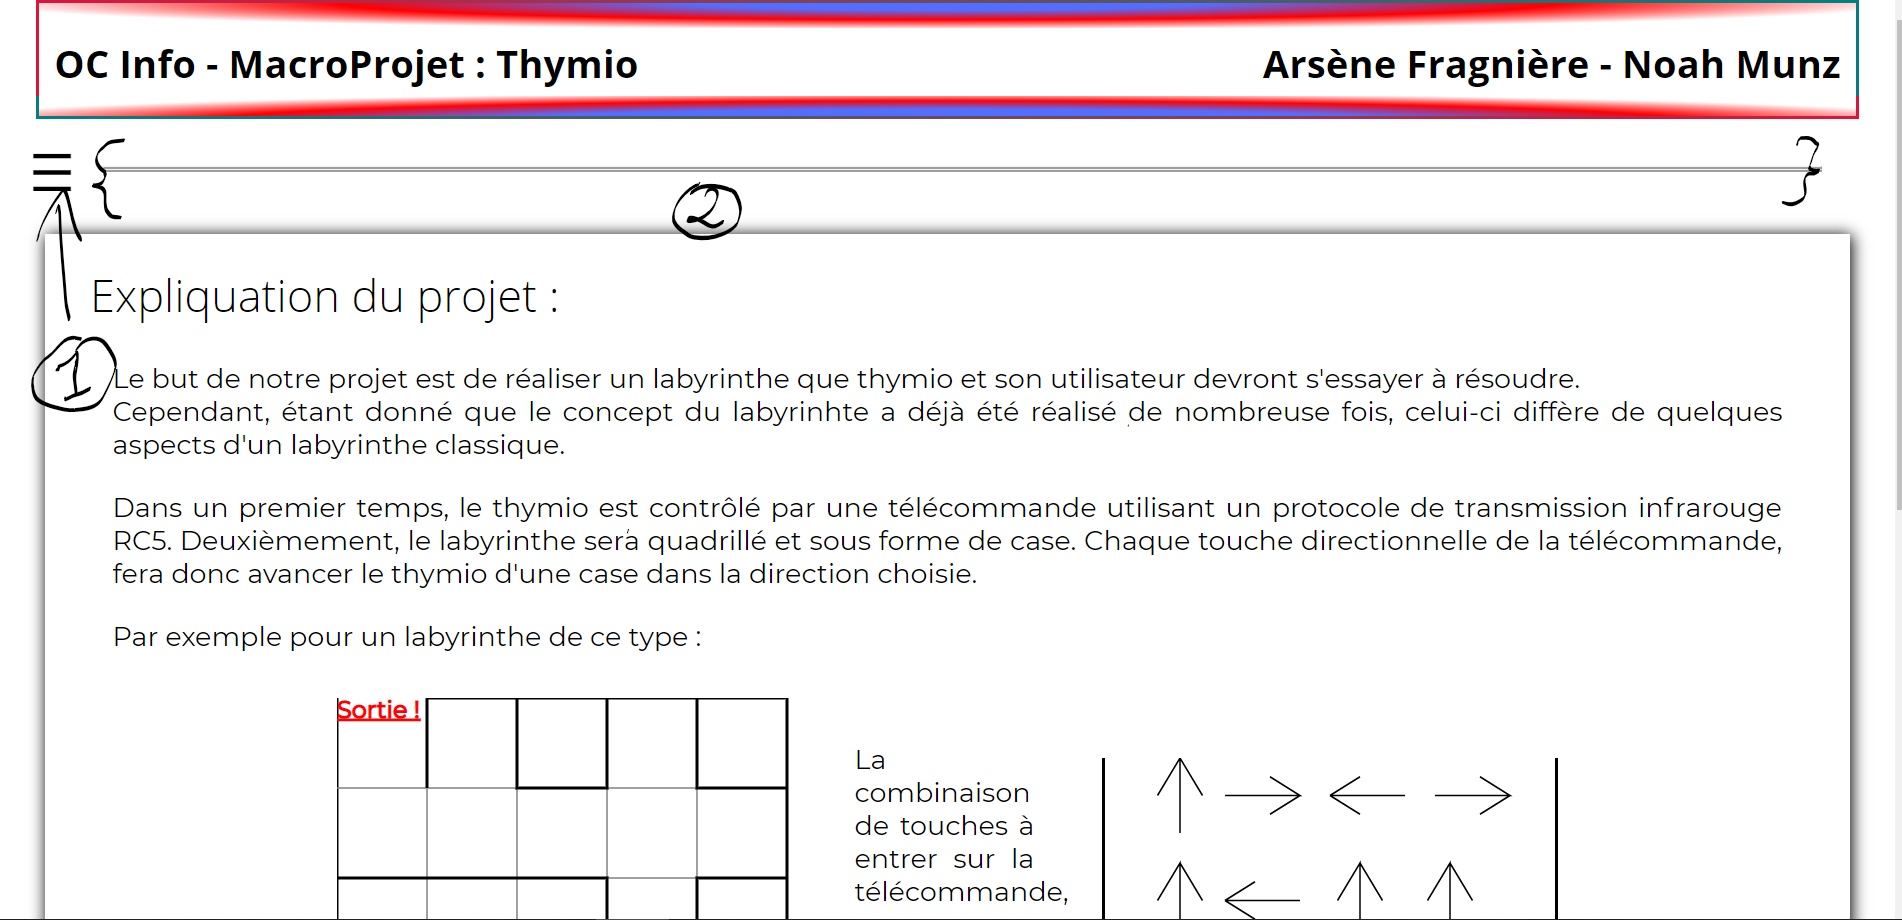 OC Info - MacroProjet : Thymio
Arsène Fragnière - Noah Munz
2
Expliquation du projet :
1
Le but de notre projet est de réaliser un labyrinthe que thymio et son utilisateur devront s'essayer à résoudre.
Cependant, étant donné que le concept du labyrinhte a déjà été réalisé de nombreuse fois, celui-ci diffère de quelques
aspects d'un labyrinthe classique.
Dans un premier temps, le thymio est contrôlé par une télécommande utilisant un protocole de transmission infrarouge
RC5. Deuxièmement, le labyrinthe sera quadrillé et sous forme de case. Chaque touche directionnelle de la télécommande,
fera donc avancer le thymio d'une case dans la direction choisie.
Par exemple pour un labyrinthe de ce type :
Sortie !
La
combinaison
de touches à
entrer sur la
télécommande,